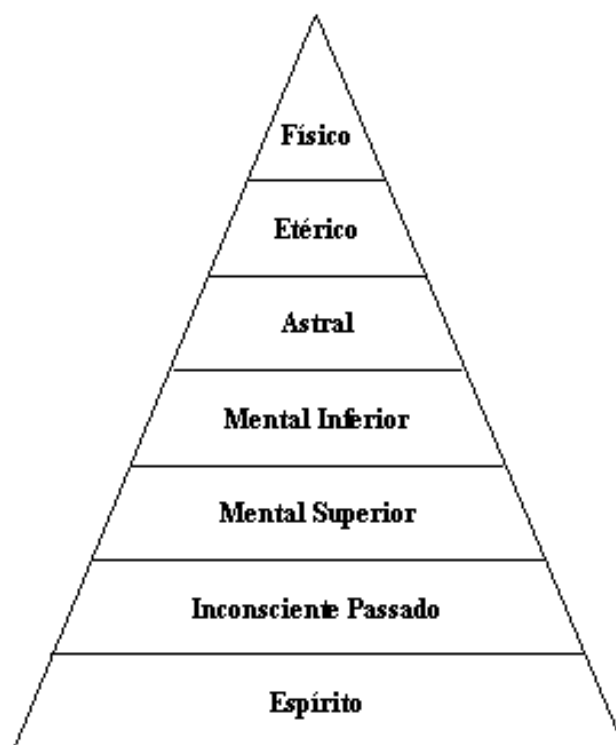 Físico
Etérico
Astral
Mental Inferior
Mental Superior
Inconsciente Passado
Espírito